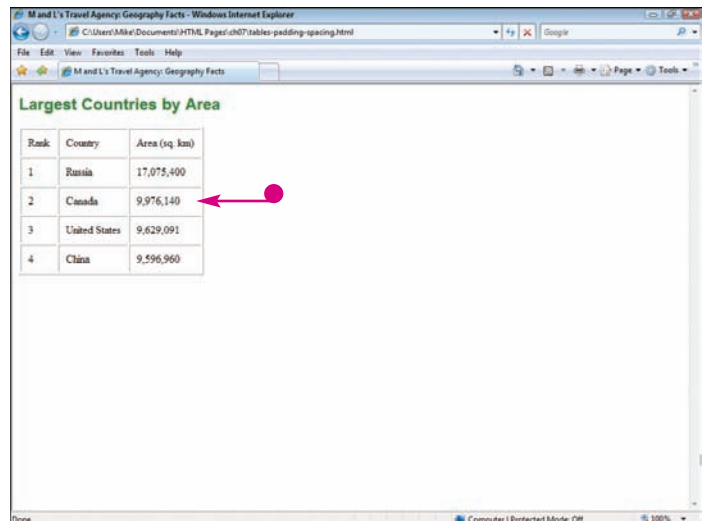 M and L's Travel Agency: Geography Facts - Windows Internet Explorer
C:\Users\Mike\Documents\HTML Pages\ch07\tables-padding-spacing.html Google
File Edit View Favorites Tools Help
M and L's Travel Agency: Geography Facts Page Tools
Largest Countries by Area
Rank Country Area (sq. km)
1 Russia 17,075,400
2 Canada 9,976,140
3 United States 9,629,091
4 China 9,596,960
Done Computer | Protected Mode: Off 100%